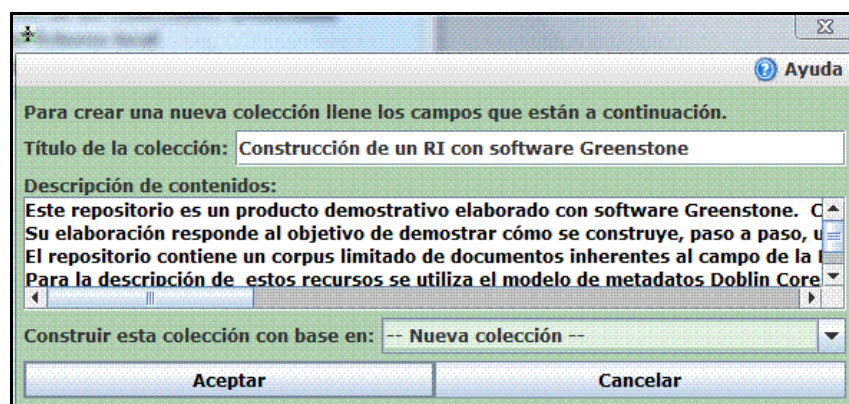 Ayuda
Para crear una nueva colección llene los campos que están a continuación.
Título de la colección: Construcción de un RI con software Greenstone
Descripción de contenidos:
Este repositorio es un producto demostrativo elaborado con software Greenstone. C
Su elaboración responde al objetivo de demostrar cómo se construye, paso a paso, u
El repositorio contiene un corpus limitado de documentos inherentes al campo de la
Para la descripción de estos recursos se utiliza el modelo de metadatos Doblin Core
Construir esta colección con base en: -- Nueva colección --
Aceptar Cancelar